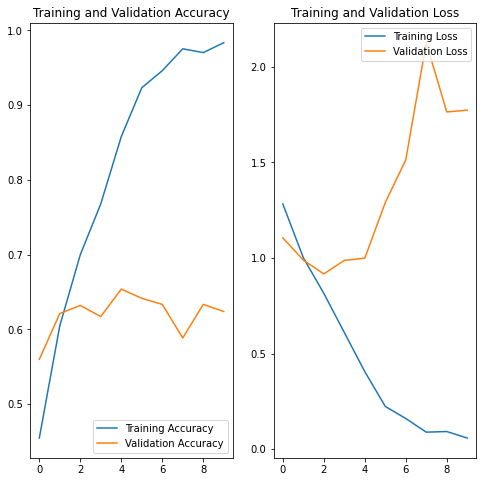 Training and Validation Accuracy
1.0
0.9
0.8
0.7
0.6
0.5
0 2 4 6 8
Training Accuracy
Validation Accuracy
Training and Validation Loss
2.0
1.5
1.0
0.5
0.0
0 2 4 6 8
Training Loss
Validation Loss